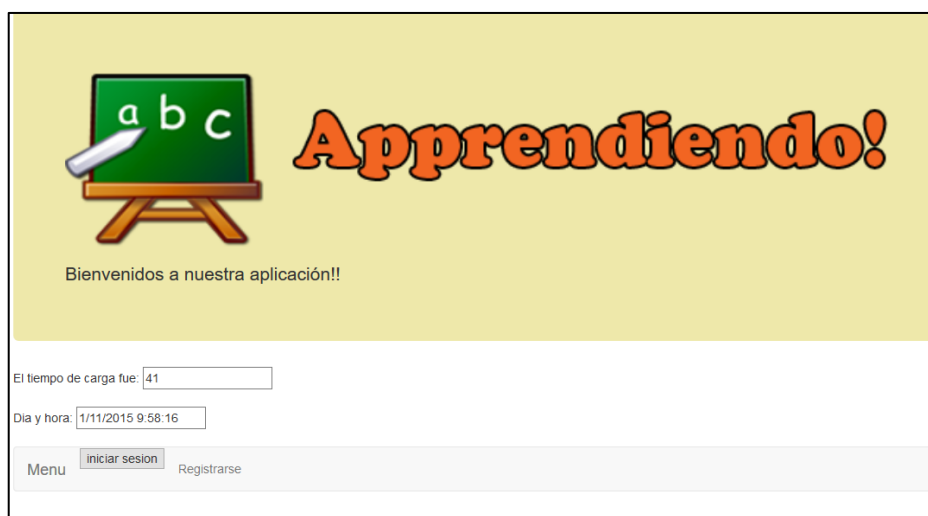 a b c
Apprendiendo!
Bienvenidos a nuestra aplicación!!
El tiempo de carga fue: 41
Dia y hora: 1/11/2015 9:58:16
Menu iniciar sesion Registrarse